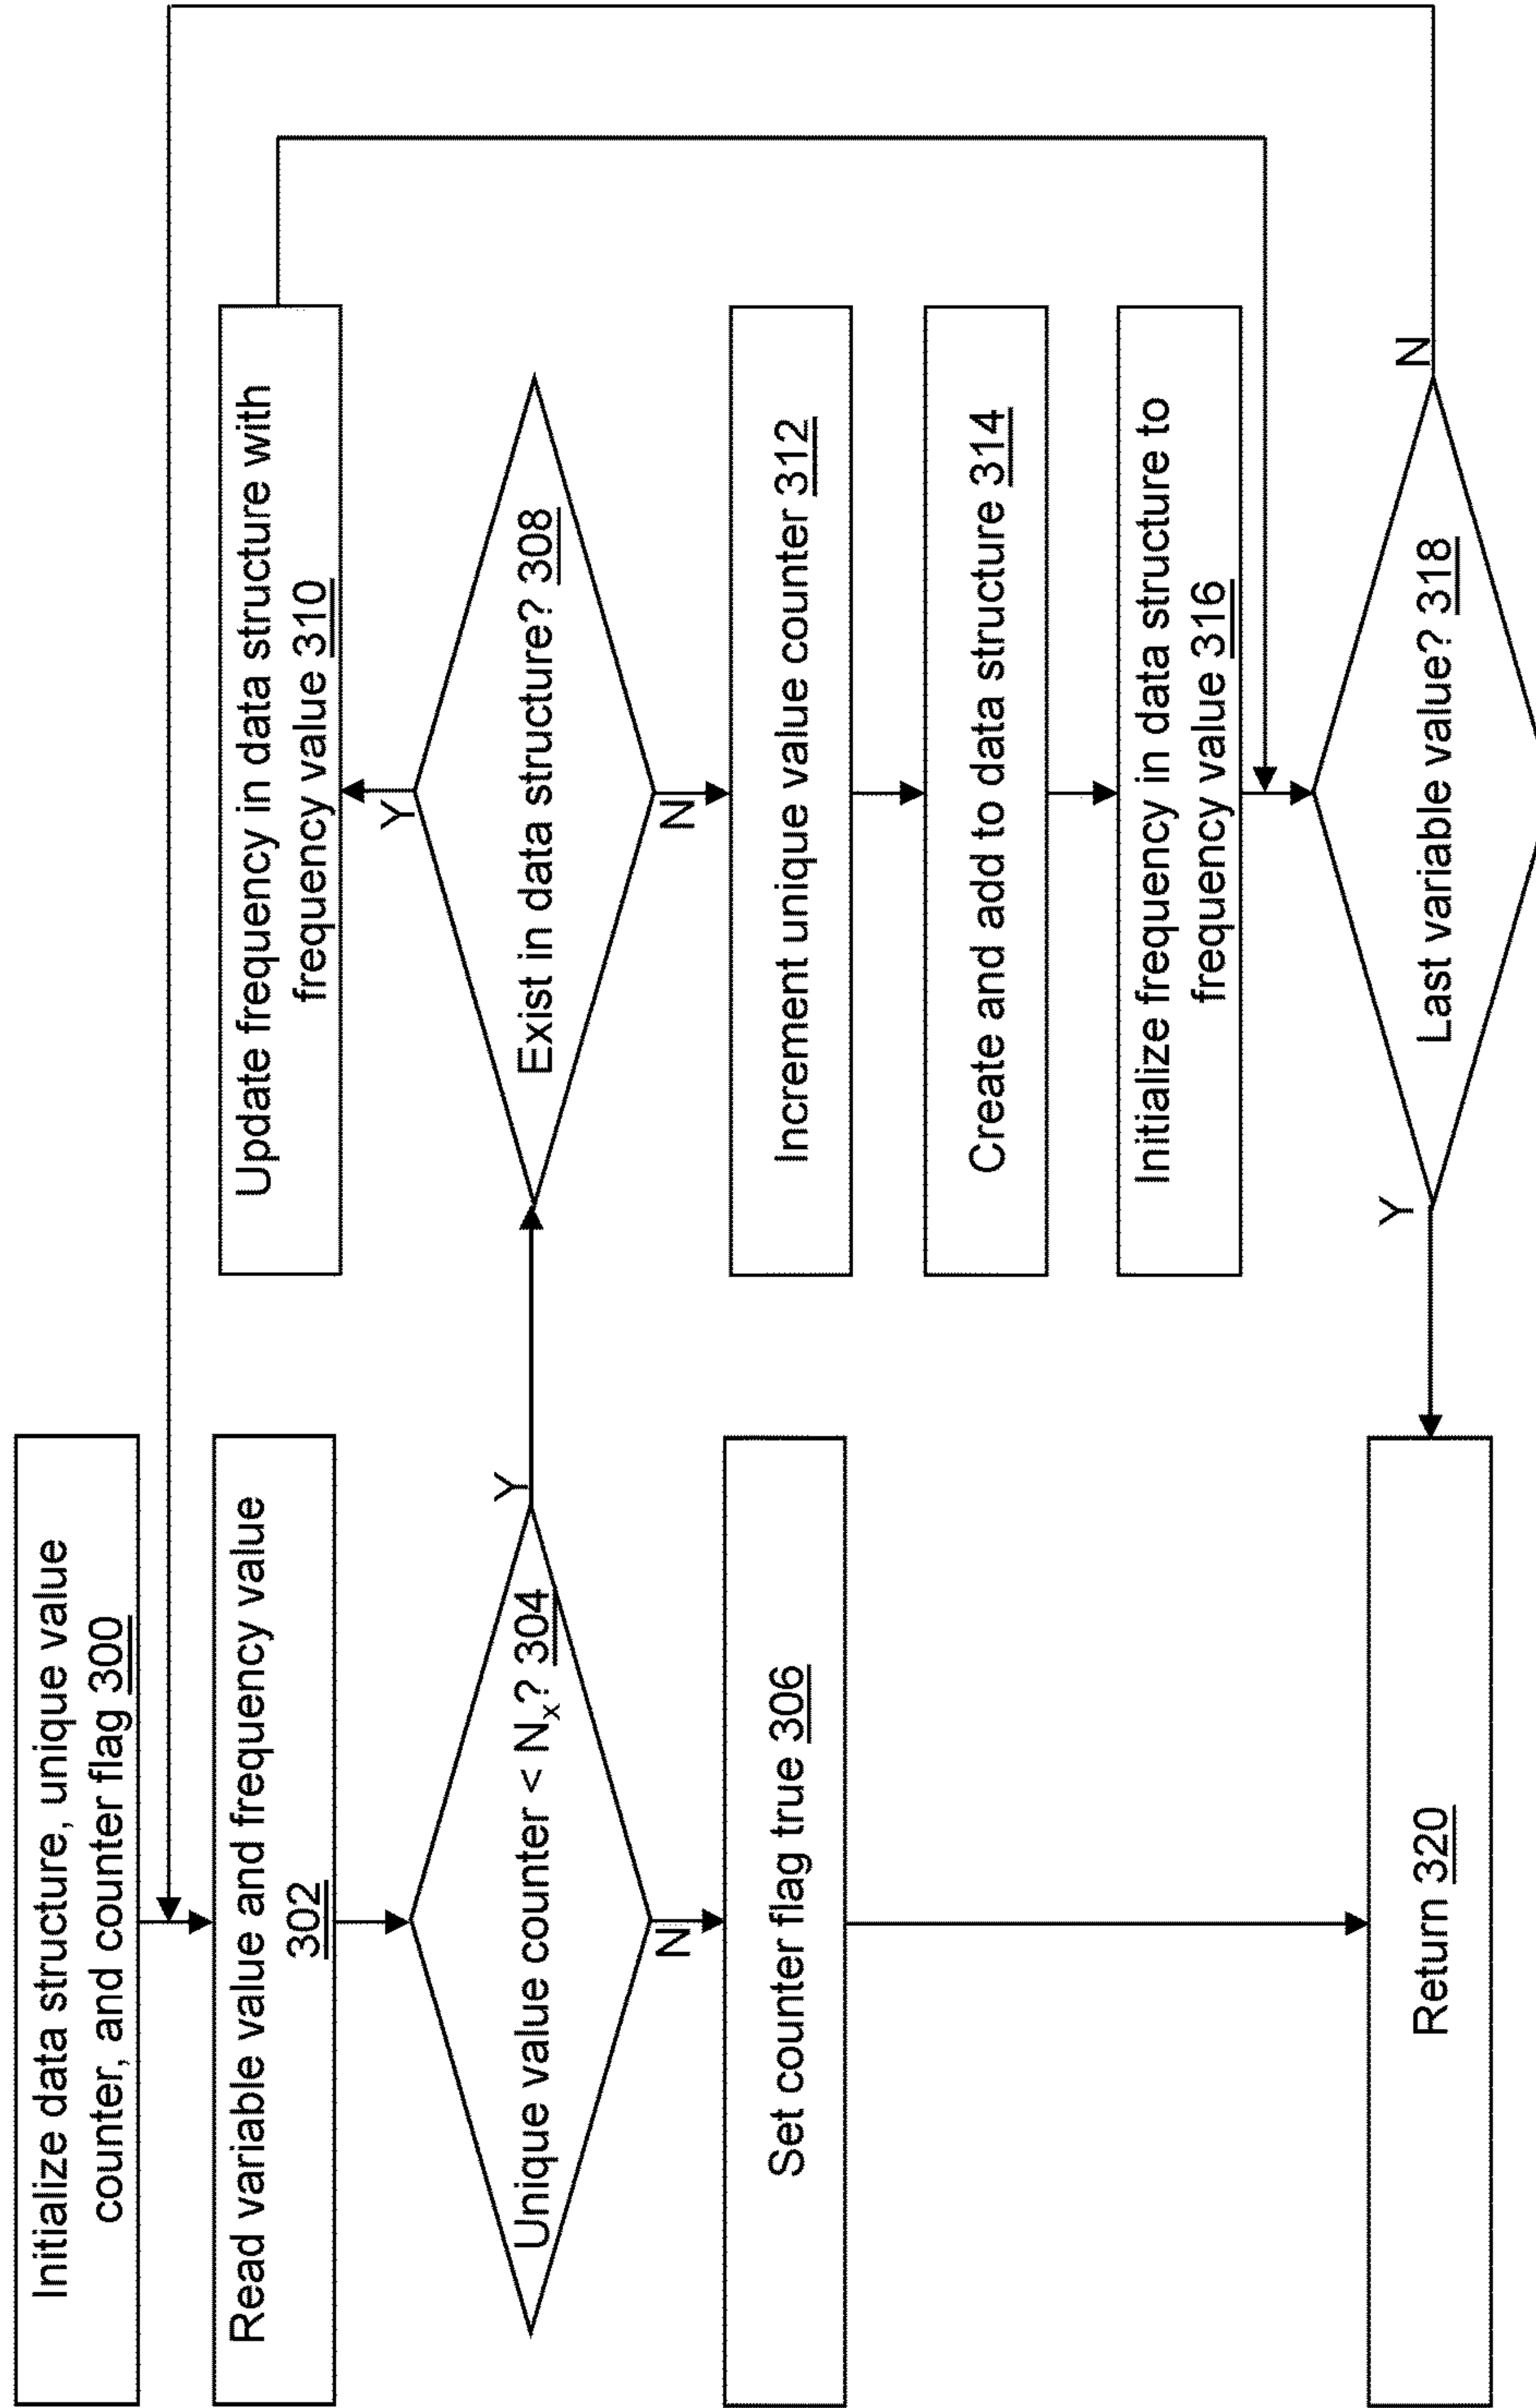 Initialize data structure, unique value
counter, and counter flag 300
Read variable value and frequency value
302
Unique value counter < Nₓ? 304
Y
N
Set counter flag true 306
Update frequency in data structure with
frequency value 310
Y
Exist in data structure? 308
N
Increment unique value counter 312
Create and add to data structure 314
Initialize frequency in data structure to
frequency value 316
Last variable value? 318
Y
N
Return 320